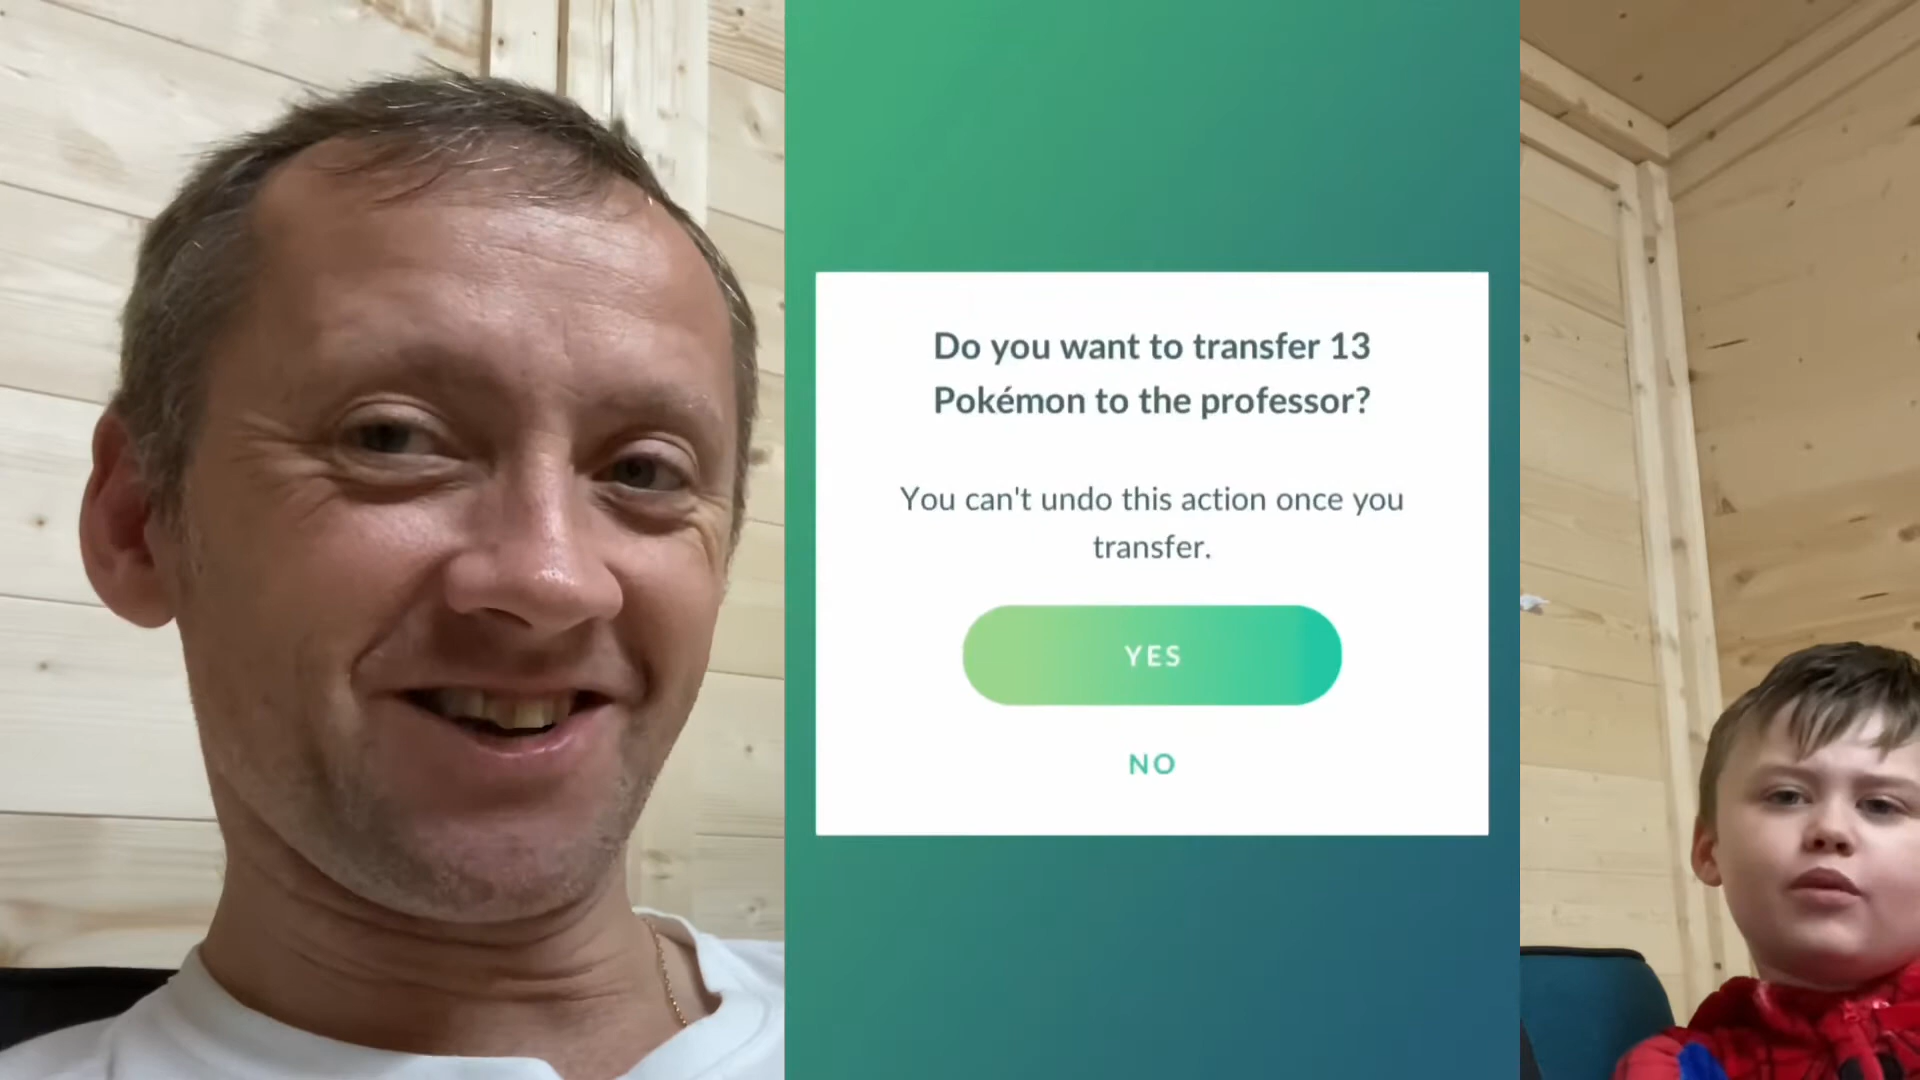 Do you want to transfer 13
Pokémon to the professor?
You can't undo this action once you
transfer.
YES
NO